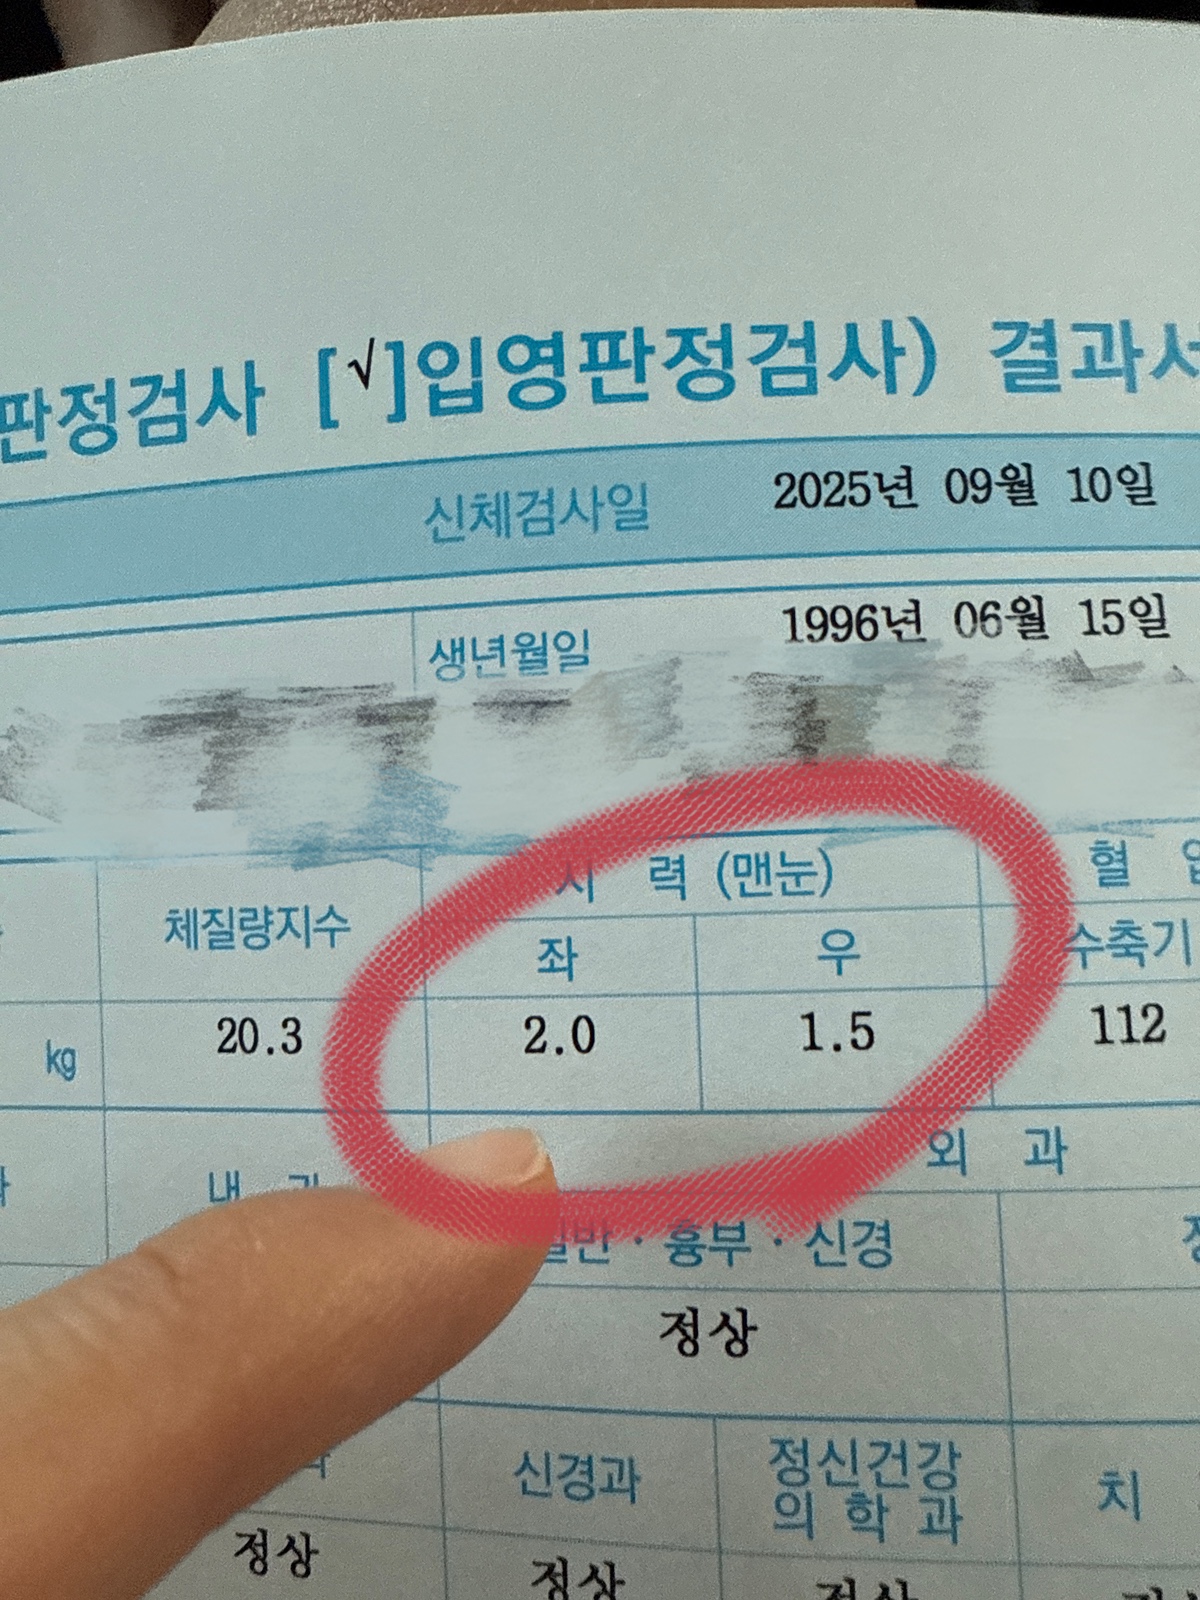 판정검사 [√]입영판정검사) 결과서
신체검사일 2025년 09월 10일
생년월일 1996년 06월 15일
시 력 (맨눈) 혈
체질량지수 좌 우 수축기
kg 20.3 2.0 1.5 112
내 외 과
일반 · 흉부 · 신경
정상
신경과 정신건강의 학 과 치
정상 정상 정상